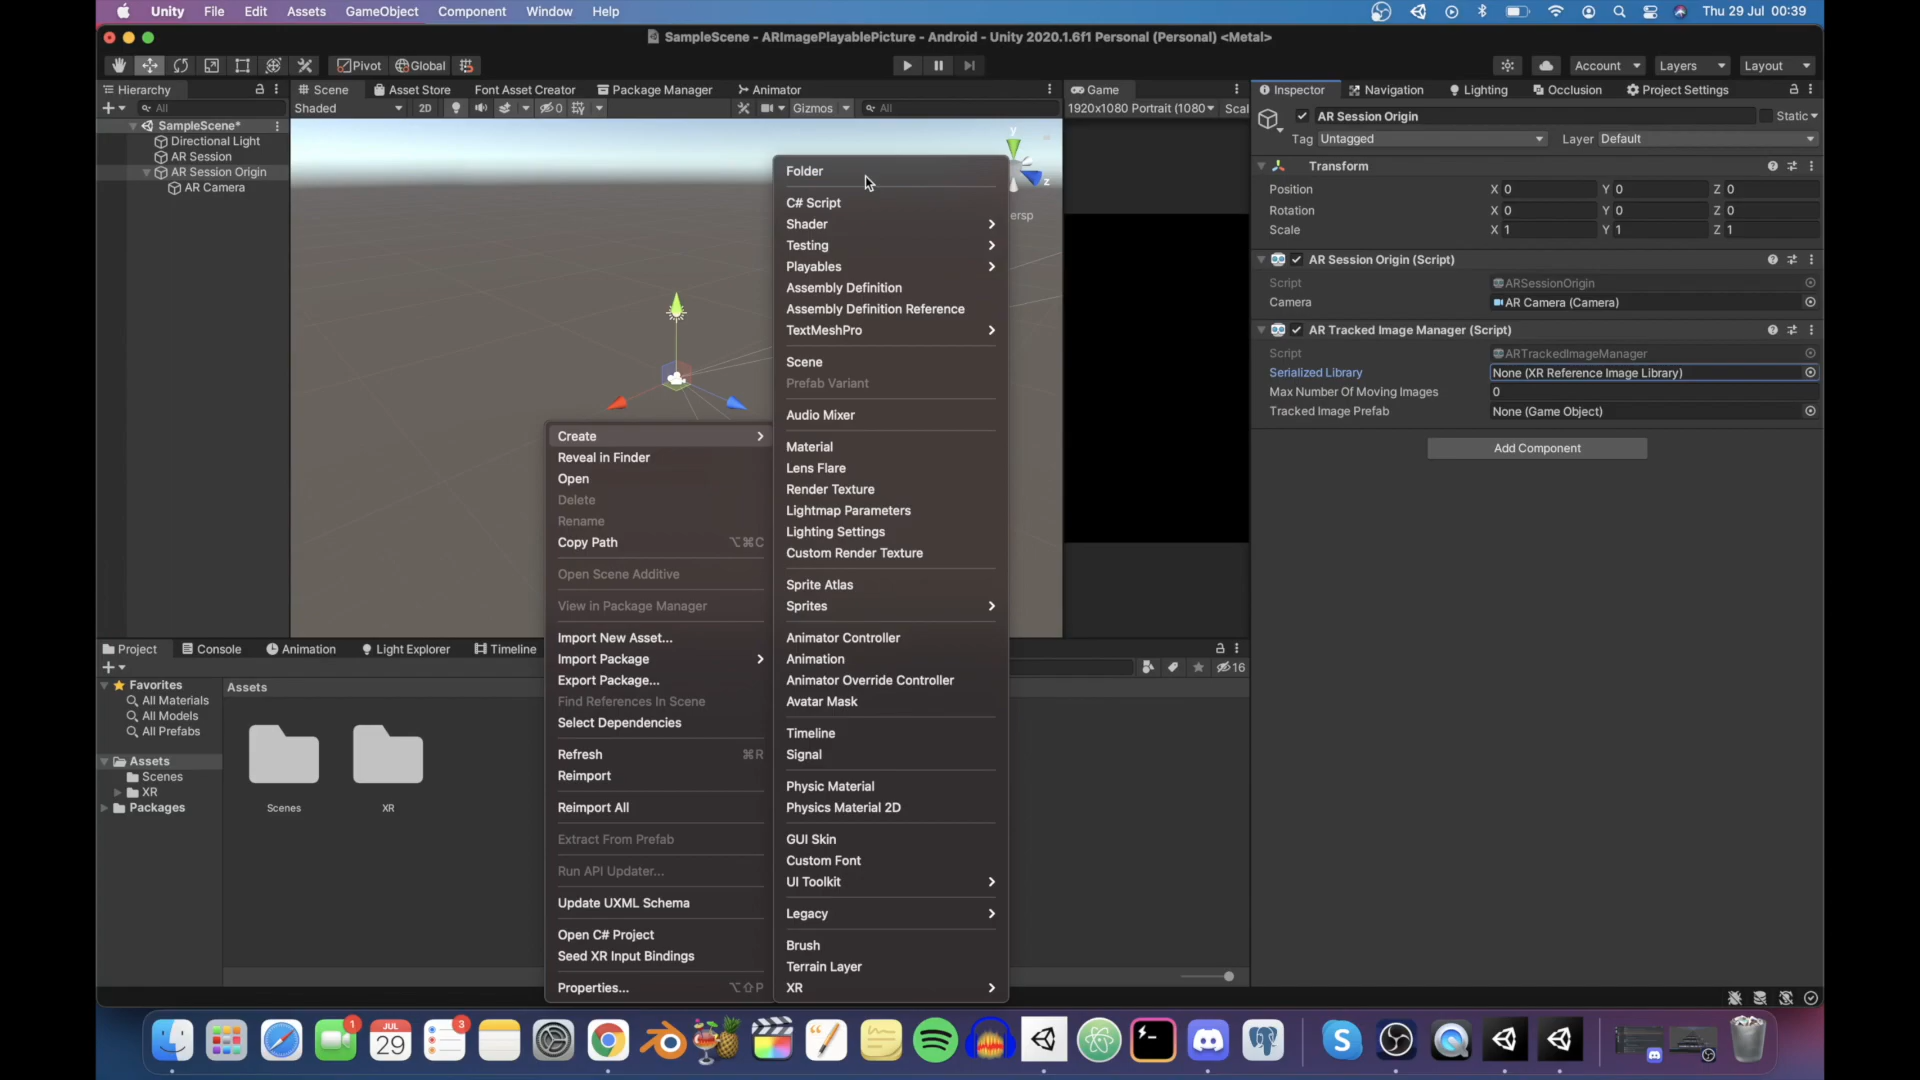 Unity File Edit Assets GameObject Component Window Help Thu 29 Jul 00:39
SampleScene - ARImagePlayablePicture - Android - Unity 2020.1.6f1 Personal (Personal) <Metal>
Pivot Global Account Layers Layout
Hierarchy Scene Asset Store Font Asset Creator Package Manager Animator Game Inspector Navigation Lighting Occlusion Project Settings
All Shaded 2D 0 Gizmos All 1920x1080 Portrait (1080 Scal
SampleScene*
Directional Light
AR Session
AR Session Origin
AR Camera
y
z
ersp
AR Session Origin Static
Tag Untagged Layer Default
Transform
Position X 0 Y 0 Z 0
Rotation X 0 Y 0 Z 0
Scale X 1 Y 1 Z 1
AR Session Origin (Script)
Script ARSessionOrigin
Camera AR Camera (Camera)
AR Tracked Image Manager (Script)
Script ARTrackedImageManager
Serialized Library None (XR Reference Image Library)
Max Number Of Moving Images 0
Tracked Image Prefab None (Game Object)
Add Component
Create
Reveal in Finder
Open
Delete
Rename
Copy Path ⌥⌘C
Open Scene Additive
View in Package Manager
Import New Asset...
Import Package
Export Package...
Find References In Scene
Select Dependencies
Refresh ⌘R
Reimport
Reimport All
Extract From Prefab
Run API Updater...
Update UXML Schema
Open C# Project
Seed XR Input Bindings
Properties... ⌥⇧P
Folder
C# Script
Shader
Testing
Playables
Assembly Definition
Assembly Definition Reference
TextMeshPro
Scene
Prefab Variant
Audio Mixer
Material
Lens Flare
Render Texture
Lightmap Parameters
Lighting Settings
Custom Render Texture
Sprite Atlas
Sprites
Animator Controller
Animation
Animator Override Controller
Avatar Mask
Timeline
Signal
Physic Material
Physics Material 2D
GUI Skin
Custom Font
UI Toolkit
Legacy
Brush
Terrain Layer
XR
Project Console Animation Light Explorer Timeline
16
Favorites
All Materials
All Models
All Prefabs
Assets
Scenes
XR
Packages
Assets
Scenes XR
1 JUL 29 3